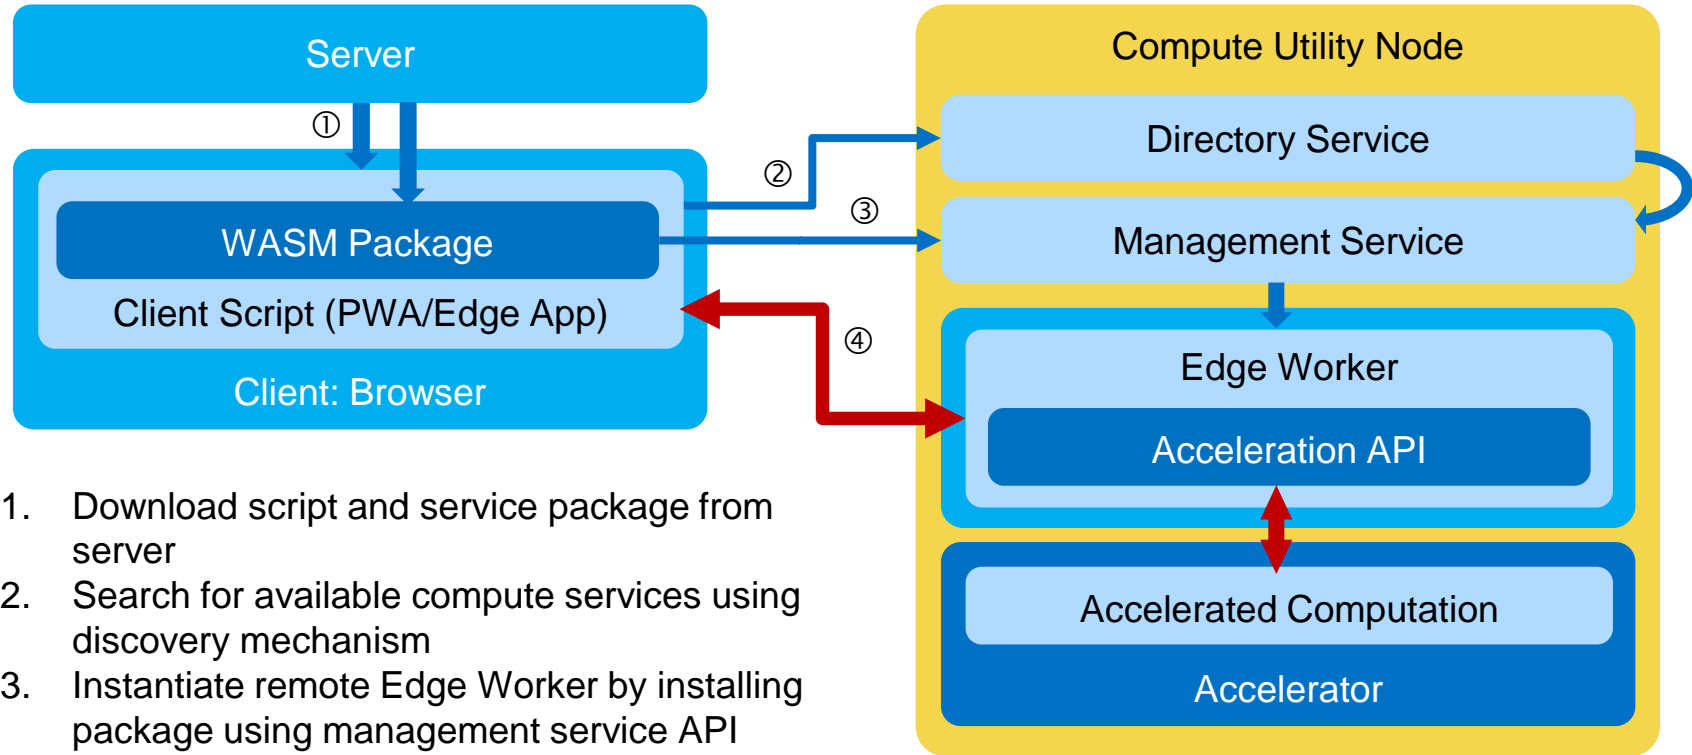 Server
①
WASM Package
Client Script (PWA/Edge App)
Client: Browser
②
③
④
Compute Utility Node
Directory Service
Management Service
Edge Worker
Acceleration API
Accelerated Computation
Accelerator
1. Download script and service package from
server
2. Search for available compute services using
discovery mechanism
3. Instantiate remote Edge Worker by installing
package using management service API